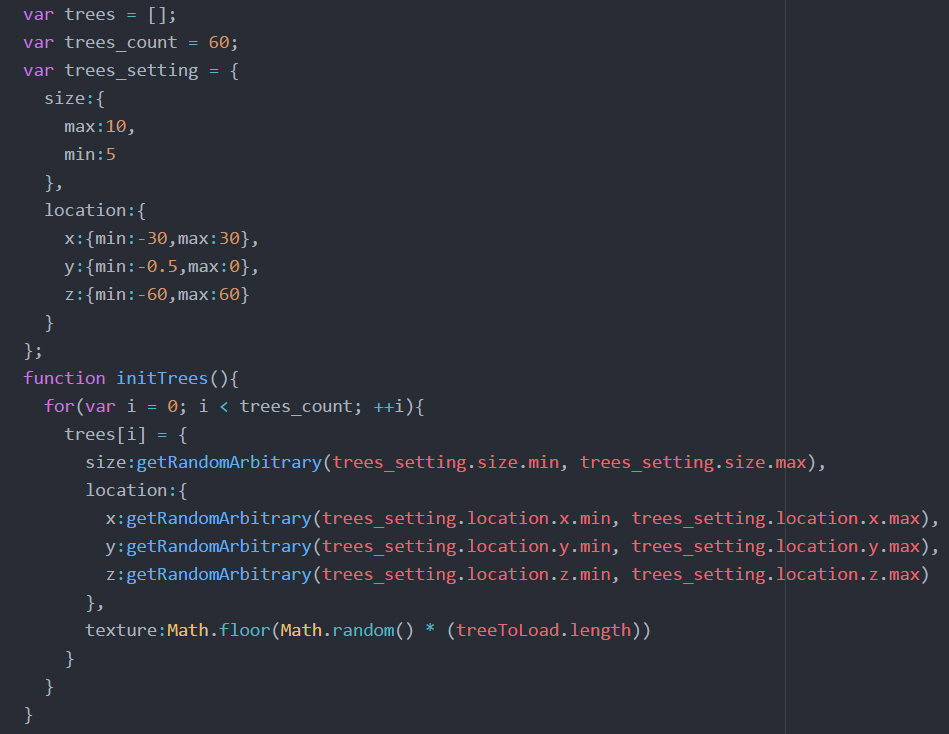 var trees = [];
var trees_count = 60;
var trees_setting = {
  size:{
    max:10,
    min:5
  },
  location:{
    x:{min:-30,max:30},
    y:{min:-0.5,max:0},
    z:{min:-60,max:60}
  }
};
function initTrees(){
  for(var i = 0; i < trees_count; ++i){
    trees[i] = {
      size:getRandomArbitrary(trees_setting.size.min, trees_setting.size.max),
      location:{
        x:getRandomArbitrary(trees_setting.location.x.min, trees_setting.location.x.max),
        y:getRandomArbitrary(trees_setting.location.y.min, trees_setting.location.y.max),
        z:getRandomArbitrary(trees_setting.location.z.min, trees_setting.location.z.max)
      },
      texture:Math.floor(Math.random() * (treeToLoad.length))
    }
  }
}